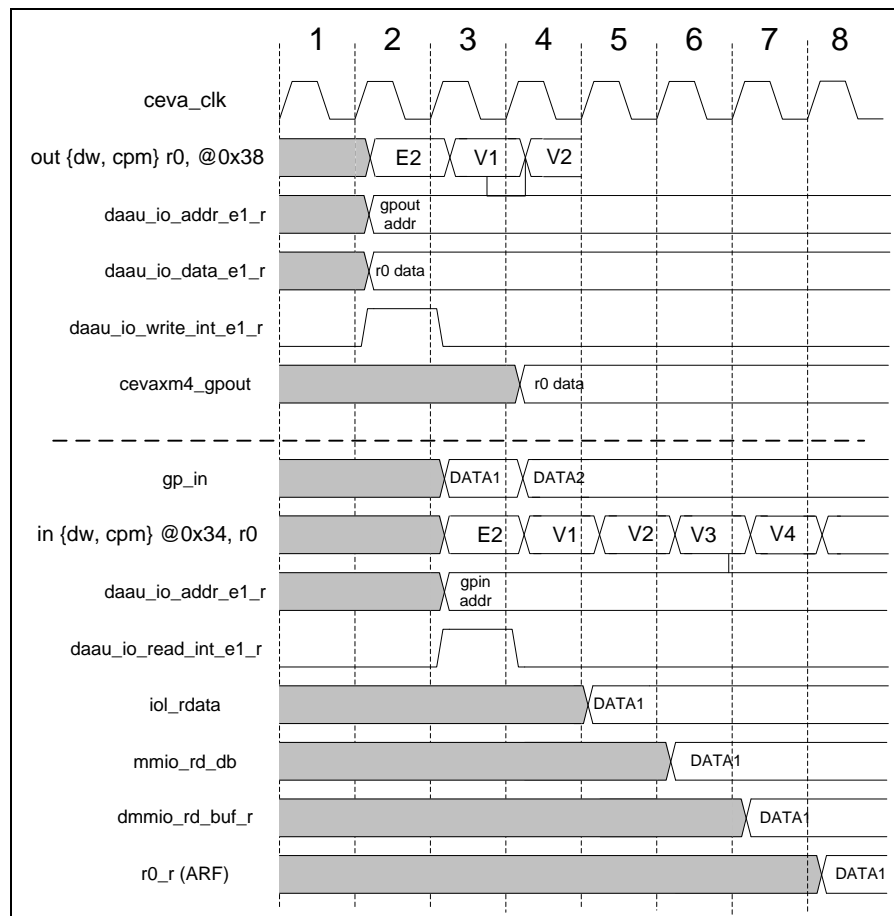 1 2 3 4 5 6 7 8
ceva_clk
out {dw, cpm} r0, @0x38 E2 V1 V2
daau_io_addr_e1_r gpout
addr
daau_io_data_e1_r r0 data
daau_io_write_int_e1_r
cevaxm4_gpout r0 data
gp_in DATA1 DATA2
in {dw, cpm} @0x34, r0 E2 V1 V2 V3 V4
daau_io_addr_e1_r gpin
addr
daau_io_read_int_e1_r
iol_rdata DATA1
mmio_rd_db DATA1
dmmio_rd_buf_r DATA1
r0_r (ARF) DATA1